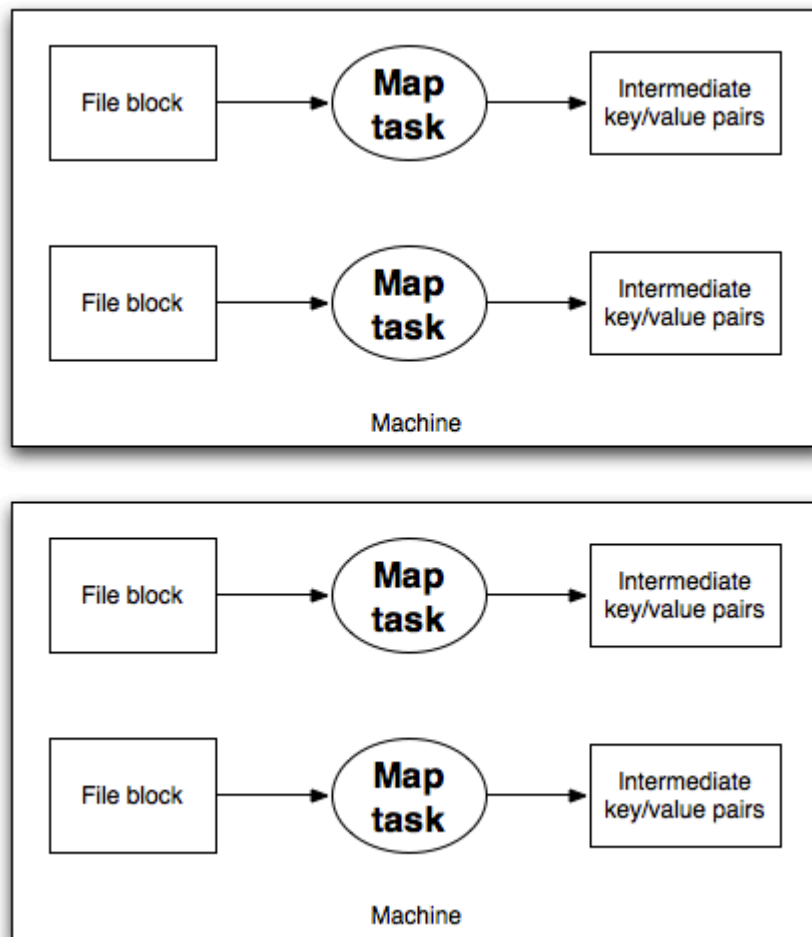 File block
Map
task
Intermediate
key/value pairs
File block
Map
task
Intermediate
key/value pairs
Machine
File block
Map
task
Intermediate
key/value pairs
File block
Map
task
Intermediate
key/value pairs
Machine